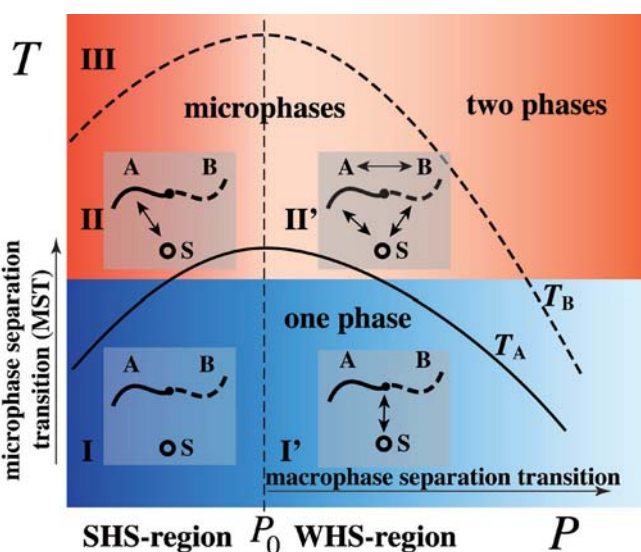 T
III
microphases
two phases
A B
II
S
A B
II'
S
T_B
microphase separation
transition (MST)
one phase
T_A
A B
I
S
A B
I'
S
macrophase separation transition
SHS-region P_0 WHS-region P